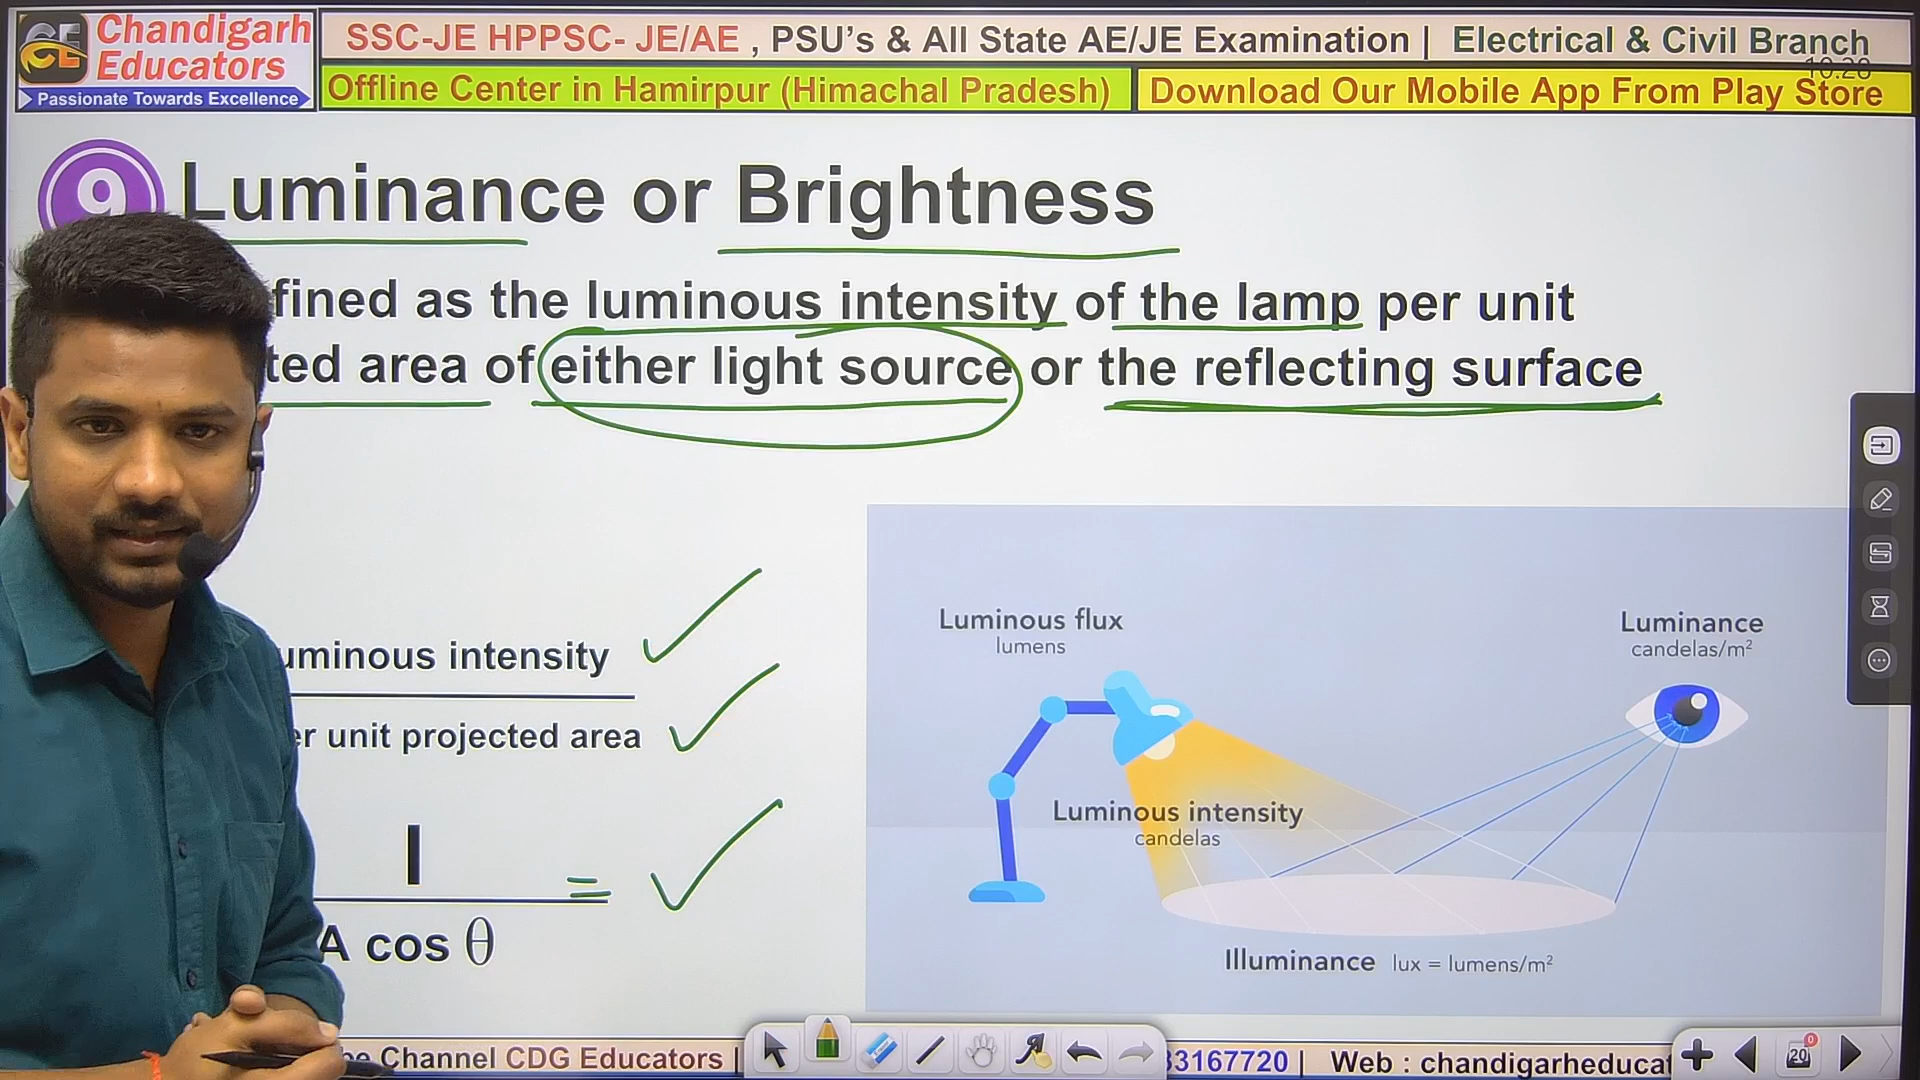 Chandigarh
Educators
Passionate Towards Excellence
SSC-JE HPPSC- JE/AE , PSU's & All State AE/JE Examination | Electrical & Civil Branch
Offline Center in Hamirpur (Himachal Pradesh)
Download Our Mobile App From Play Store
9
Luminance or Brightness
fined as the luminous intensity of the lamp per unit
ted area of either light source or the reflecting surface
uminous intensity
er unit projected area
I
A cos θ
=
Luminous flux
lumens
Luminance
candelas/m²
Luminous intensity
candelas
Illuminance lux = lumens/m²
be Channel CDG Educators |
33167720 | Web : chandigarheducat
20
0